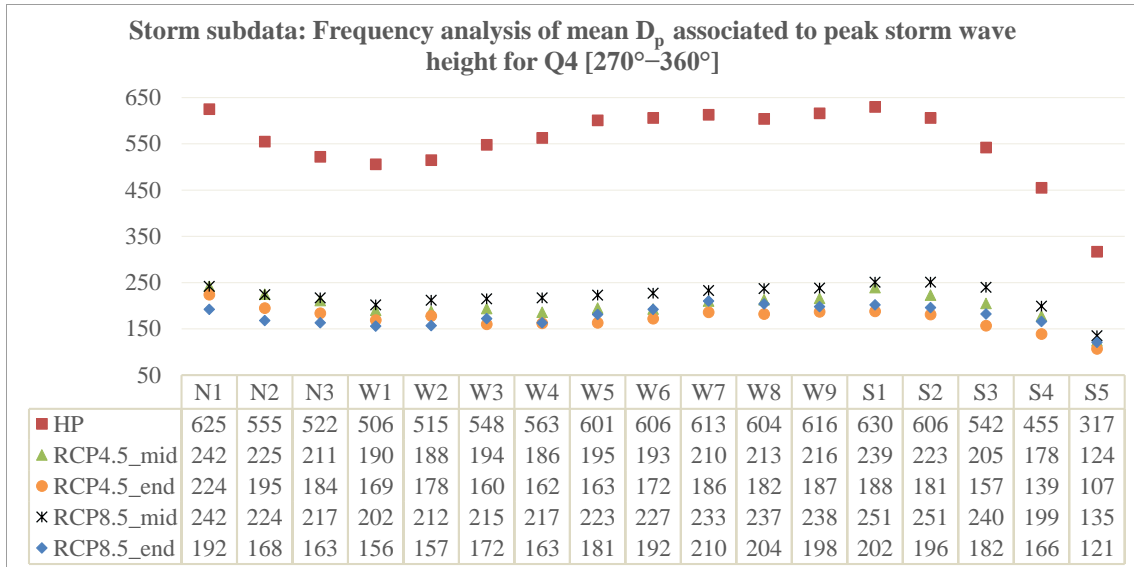 Storm subdata: Frequency analysis of mean Dp associated to peak storm wave
height for Q4 [270°−360°]
650
550
450
350
250
150
50
N1 N2 N3 W1 W2 W3 W4 W5 W6 W7 W8 W9 S1 S2 S3 S4 S5
HP 625 555 522 506 515 548 563 601 606 613 604 616 630 606 542 455 317
RCP4.5_mid 242 225 211 190 188 194 186 195 193 210 213 216 239 223 205 178 124
RCP4.5_end 224 195 184 169 178 160 162 163 172 186 182 187 188 181 157 139 107
RCP8.5_mid 242 224 217 202 212 215 217 223 227 233 237 238 251 251 240 199 135
RCP8.5_end 192 168 163 156 157 172 163 181 192 210 204 198 202 196 182 166 121